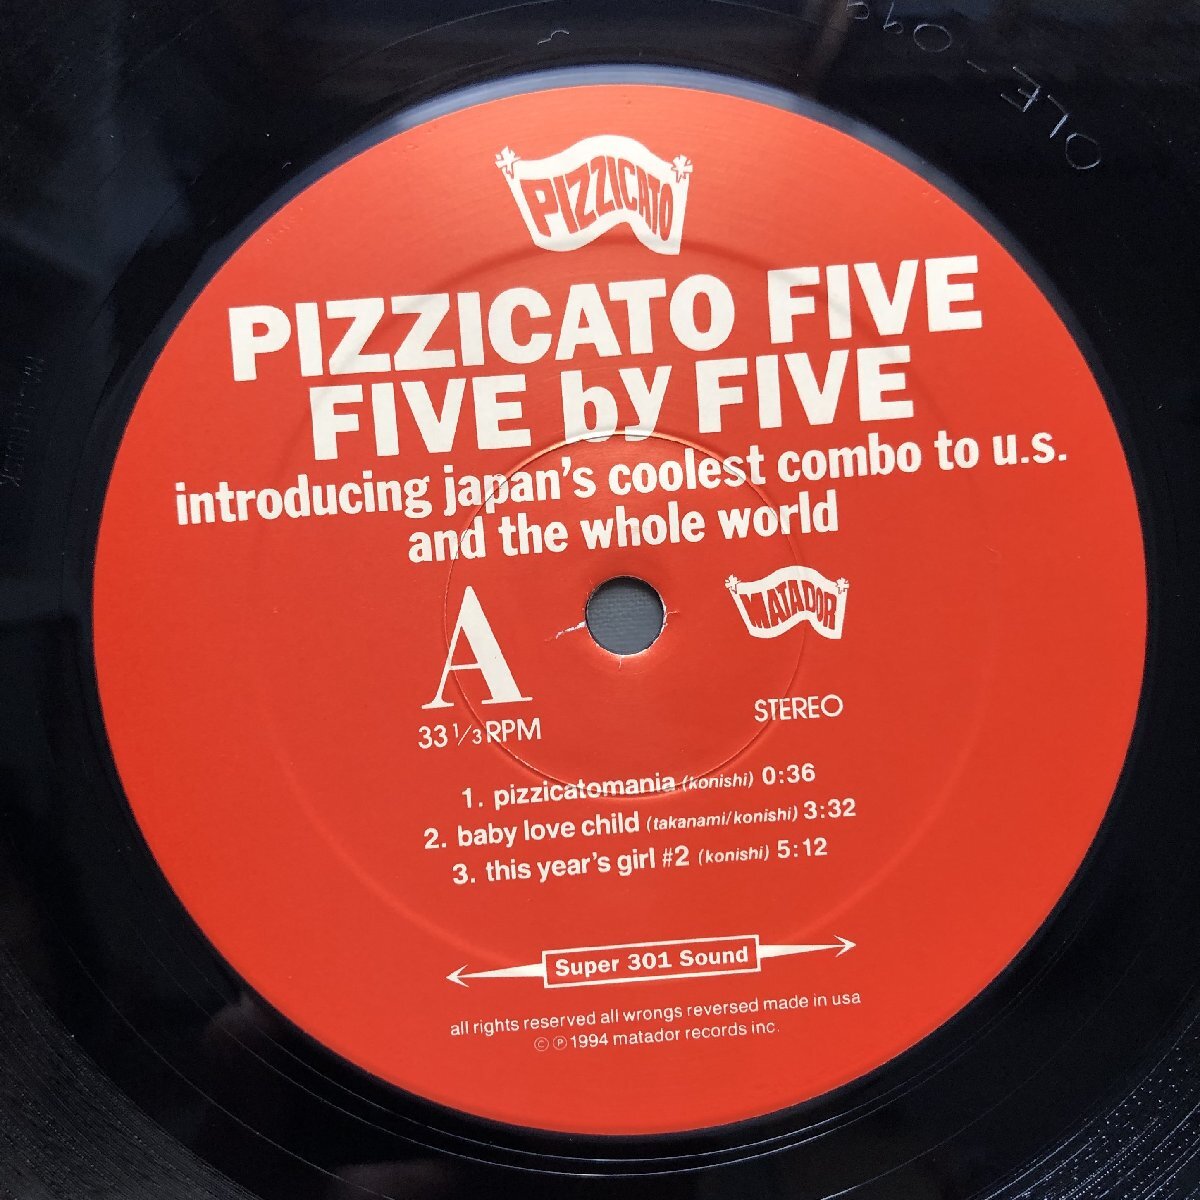 PIZZICATO
PIZZICATO FIVE
FIVE by FIVE
introducing japan's coolest combo to u.s.
and the whole world
A
MATADOR
33 1/3 RPM
STEREO
1. pizzicatomania (konishi) 0:36
2. baby love child (takanami/konishi) 3:32
3. this year's girl #2 (konishi) 5:12
Super 301 Sound
all rights reserved all wrongs reversed made in usa
©℗1994 matador records inc.
OLE-